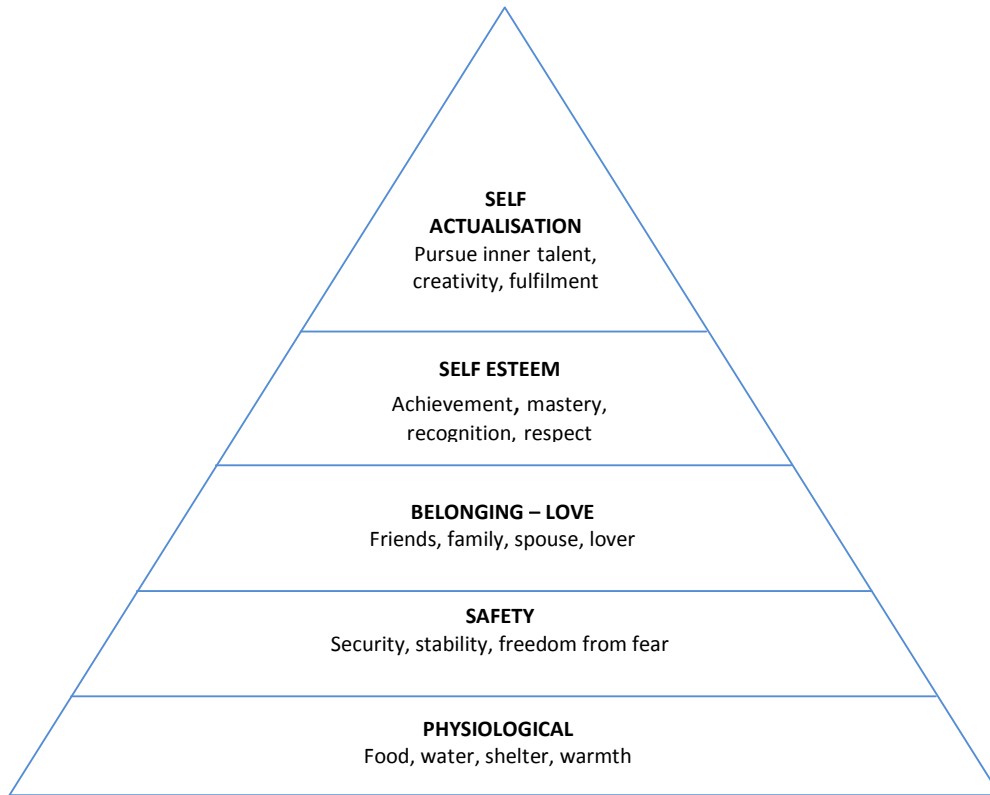 SELF
ACTUALISATION
Pursue inner talent,
creativity, fulfilment
SELF ESTEEM
Achievement, mastery,
recognition, respect
BELONGING – LOVE
Friends, family, spouse, lover
SAFETY
Security, stability, freedom from fear
PHYSIOLOGICAL
Food, water, shelter, warmth